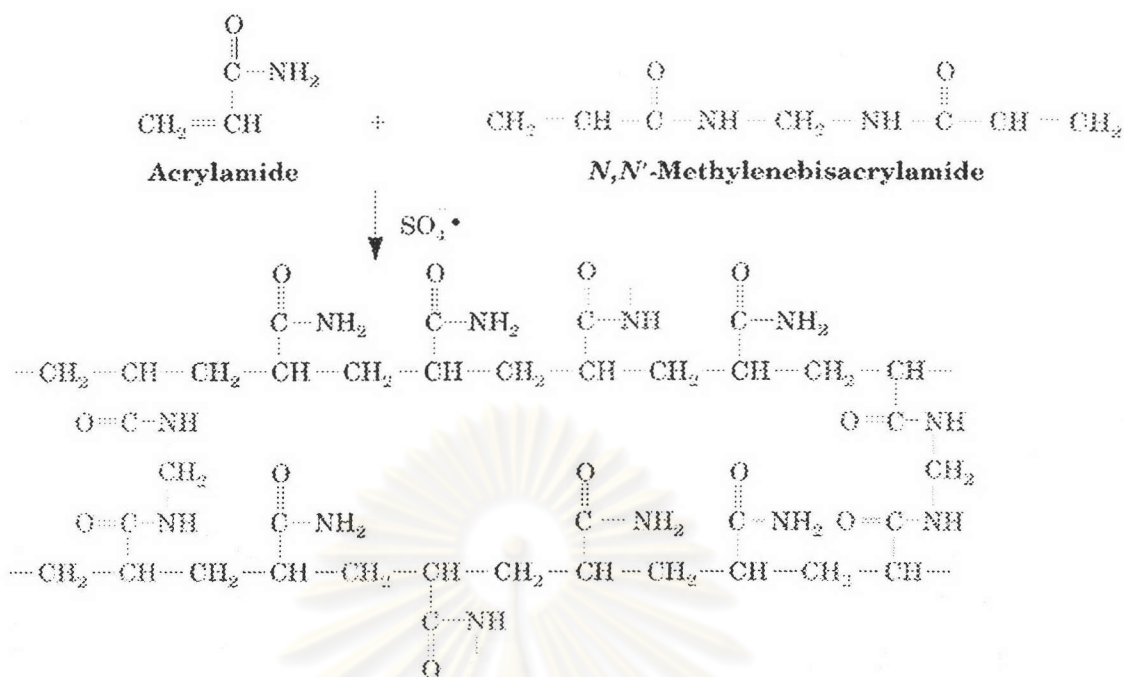 O O O
C NH₂
CH₂=CH + CH₂ — CH — C — NH — CH₂ — NH — C — CH — CH₂
Acrylamide N,N′-Methylenebisacrylamide
SO₄⁻•
O O O O
C—NH₂ C—NH₂ C—NH C—NH₂
—CH₂—CH—CH₂—CH—CH₂—CH—CH₂—CH—CH₂—CH—CH₂—CH—
O=C—NH O=C—NH
CH₂ O O O CH₂
O=C—NH C—NH₂ C—NH₂ C—NH₂ O=C—NH
—CH₂—CH—CH₂—CH—CH₂—CH—CH₂—CH—CH₂—CH—CH₂—CH—
C—NH
O